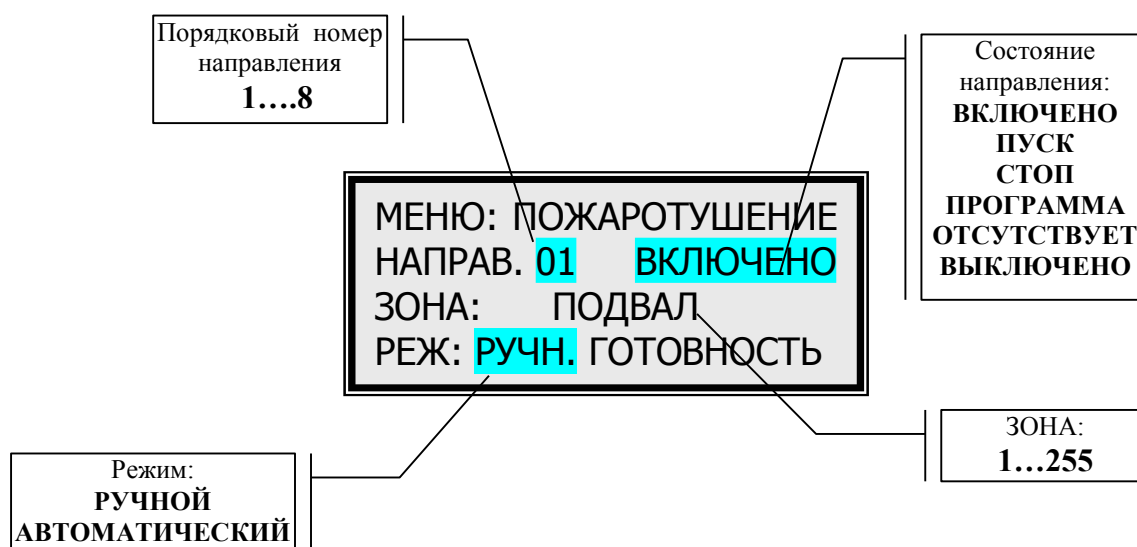 Порядковый номер
направления
1....8
Состояние
направления:
ВКЛЮЧЕНО
ПУСК
СТОП
ПРОГРАММА
ОТСУТСТВУЕТ
ВЫКЛЮЧЕНО
МЕНЮ: ПОЖАРОТУШЕНИЕ
НАПРАВ. 01 ВКЛЮЧЕНО
ЗОНА: ПОДВАЛ
РЕЖ: РУЧН. ГОТОВНОСТЬ
ЗОНА:
1...255
Режим:
РУЧНОЙ
АВТОМАТИЧЕСКИЙ